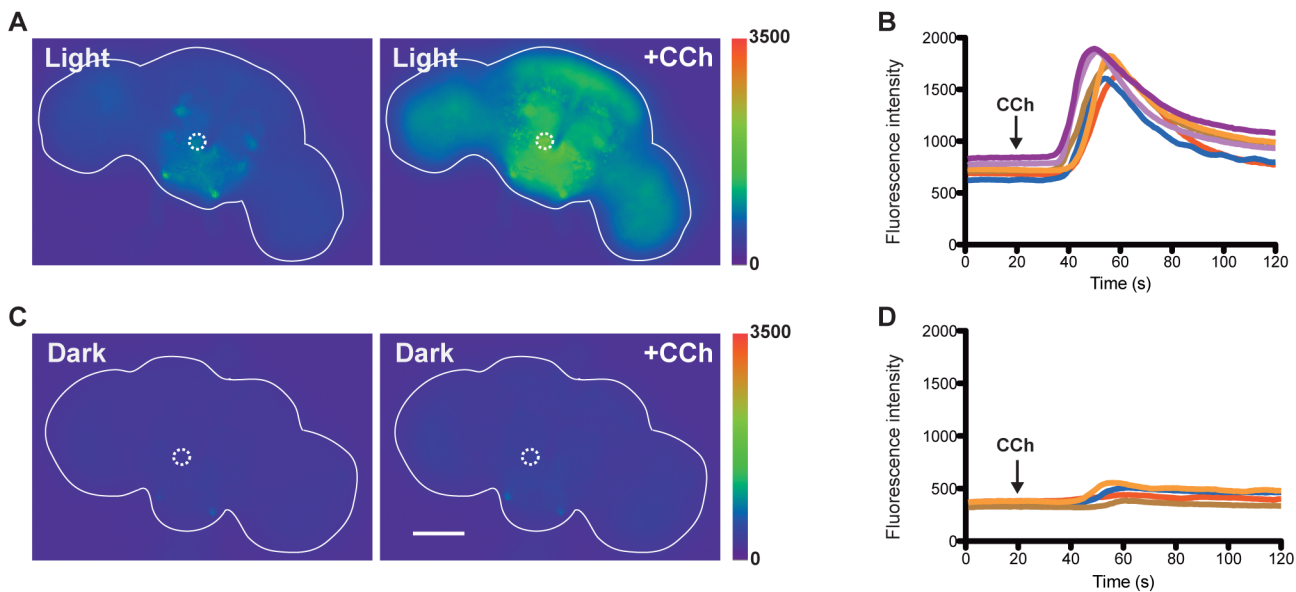 A
Light
Light
+CCh
3500
0
B
Fluorescence intensity
2000
1500
1000
500
0
CCh
0 20 40 60 80 100 120
Time (s)
C
Dark
Dark
+CCh
3500
0
D
Fluorescence intensity
2000
1500
1000
500
0
CCh
0 20 40 60 80 100 120
Time (s)